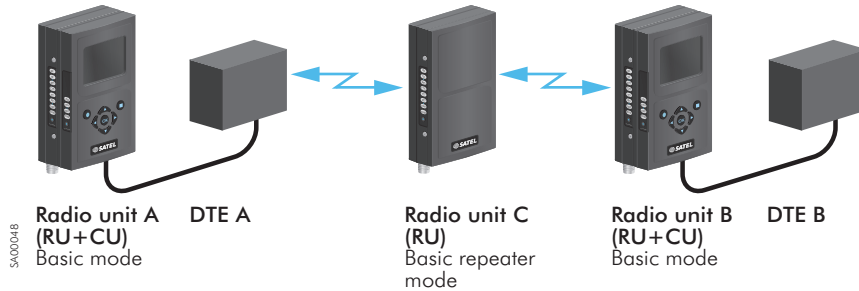 SATEL
SATEL
SATEL
Radio unit A
(RU+CU)
Basic mode
DTE A
Radio unit C
(RU)
Basic repeater
mode
Radio unit B
(RU+CU)
Basic mode
DTE B
SA00048